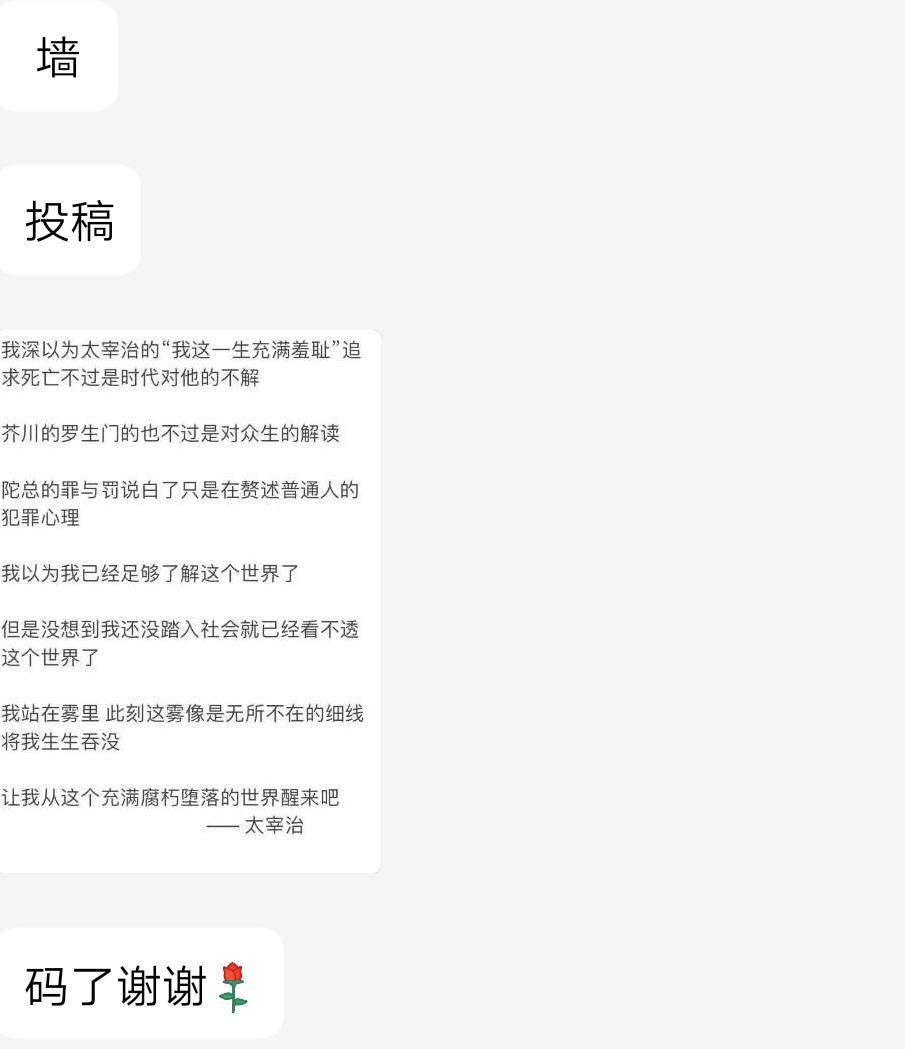 墙
投稿
我深以为太宰治的“我这一生充满羞耻”追
求死亡不过是时代对他的不解
芥川的罗生门的也不过是对众生的解读
陀总的罪与罚说白了只是在赘述普通人的
犯罪心理
我以为我已经足够了解这个世界了
但是没想到我还没踏入社会就已经看不透
这个世界了
我站在雾里 此刻这雾像是无所不在的细线
将我生生吞没
让我从这个充满腐朽堕落的世界醒来吧
—— 太宰治
码了谢谢🌹